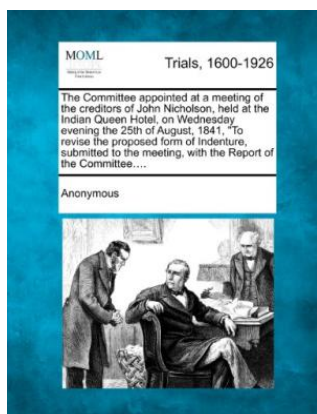 MOML
Trials, 1600-1926
The Committee appointed at a meeting of
the creditors of John Nicholson, held at the
Indian Queen Hotel, on Wednesday
evening the 25th of August, 1841, "To
revise the proposed form of Indenture,
submitted to the meeting, with the Report of
the Committee....
Anonymous